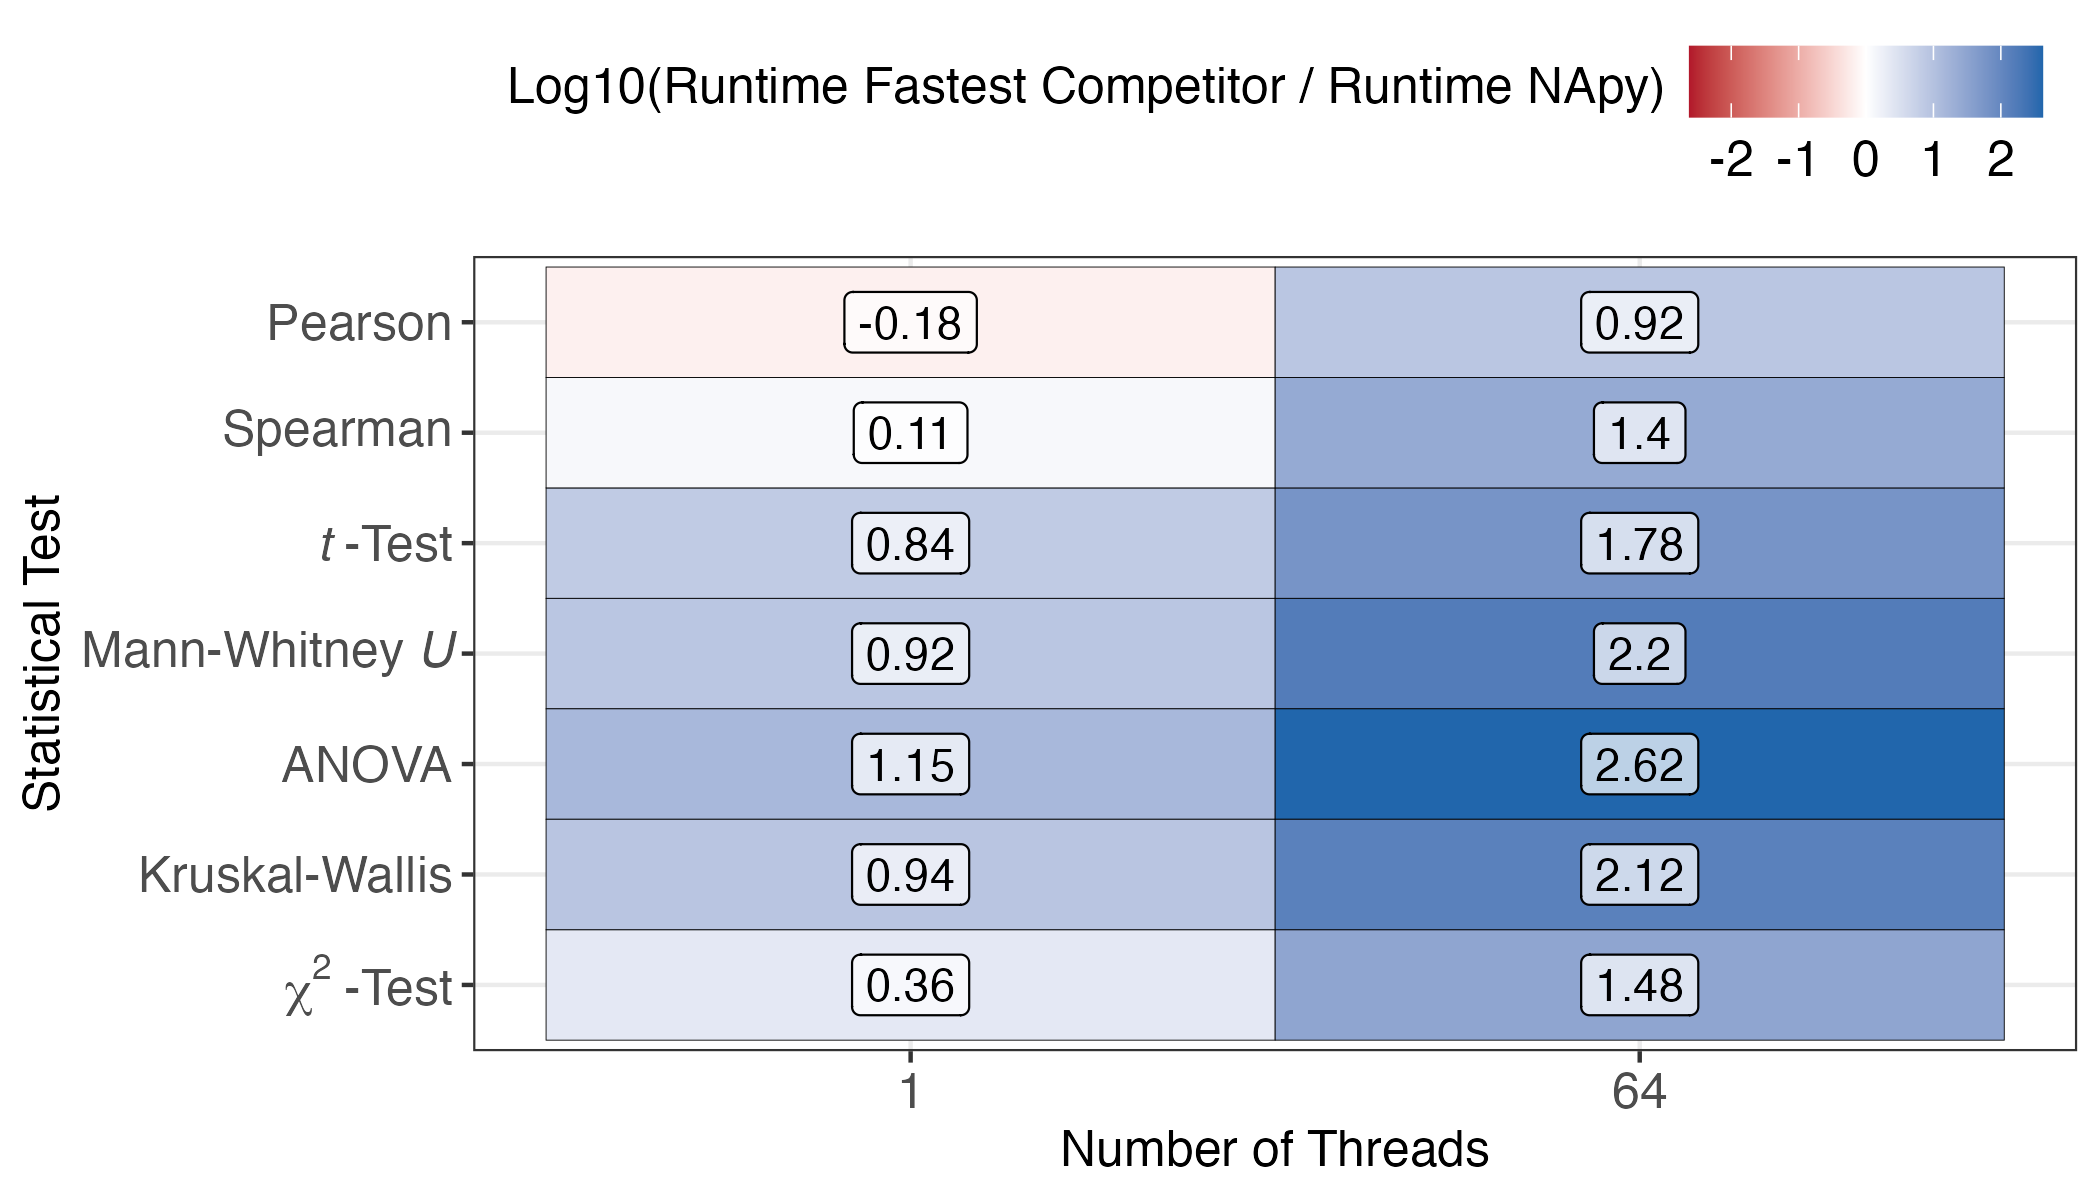 Log10(Runtime Fastest Competitor / Runtime NApy)
-2 -1 0 1 2
Statistical Test
Pearson -0.18 0.92
Spearman 0.11 1.4
t -Test 0.84 1.78
Mann-Whitney U 0.92 2.2
ANOVA 1.15 2.62
Kruskal-Wallis 0.94 2.12
χ² -Test 0.36 1.48
1 64
Number of Threads